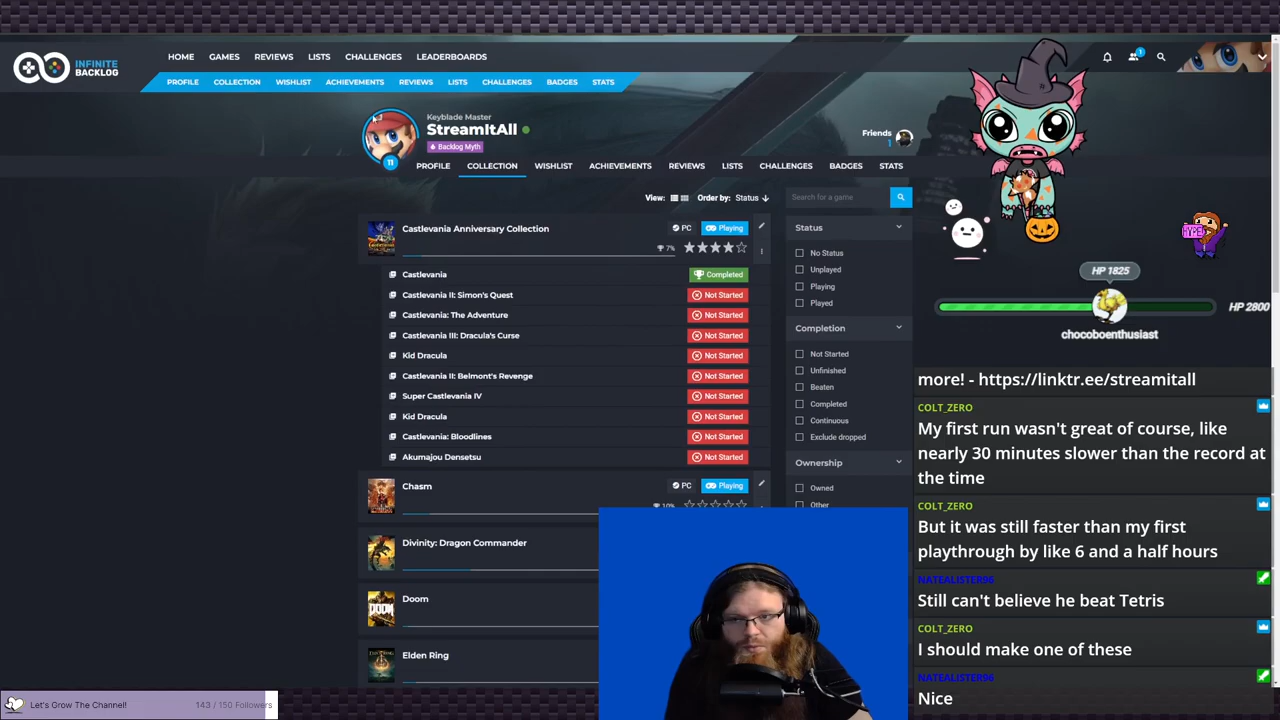 INFINITE
BACKLOG
HOME GAMES REVIEWS LISTS CHALLENGES LEADERBOARDS
1
PROFILE COLLECTION WISHLIST ACHIEVEMENTS REVIEWS LISTS CHALLENGES BADGES STATS
Keyblade Master
StreamItAll
Backlog Myth
11
Friends
1
PROFILE COLLECTION WISHLIST ACHIEVEMENTS REVIEWS LISTS CHALLENGES BADGES STATS
View: Order by: Status
Search for a game
Castlevania Anniversary Collection PC Playing
7%
Castlevania Completed
Castlevania II: Simon's Quest Not Started
Castlevania: The Adventure Not Started
Castlevania III: Dracula's Curse Not Started
Kid Dracula Not Started
Castlevania II: Belmont's Revenge Not Started
Super Castlevania IV Not Started
Kid Dracula Not Started
Castlevania: Bloodlines Not Started
Akumajou Densetsu Not Started
Chasm PC Playing
10%
Divinity: Dragon Commander
Doom
Elden Ring
Status
No Status
Unplayed
Playing
Played
Completion
Not Started
Unfinished
Beaten
Completed
Continuous
Exclude dropped
Ownership
Owned
Other
HYPE!
HP 1825
HP 2800
chocoboenthusiast
more! - https://linktr.ee/streamitall
COLT_ZERO
My first run wasn't great of course, like
nearly 30 minutes slower than the record at
the time
COLT_ZERO
But it was still faster than my first
playthrough by like 6 and a half hours
NATEALISTER96
Still can't believe he beat Tetris
COLT_ZERO
I should make one of these
NATEALISTER96
Nice
Let's Grow The Channel! 143 / 150 Followers